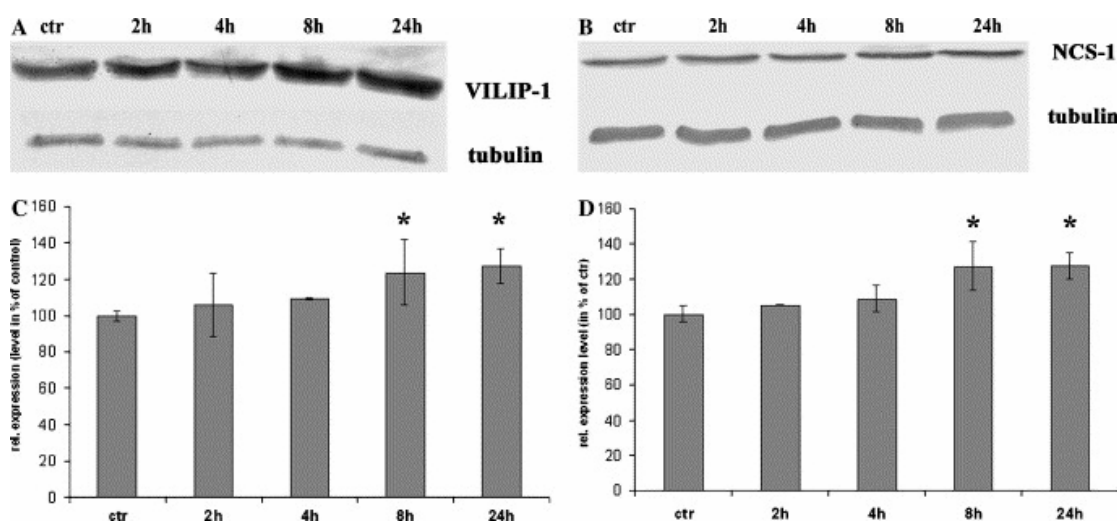 A ctr 2h 4h 8h 24h
VILIP-1
tubulin
B ctr 2h 4h 8h 24h
NCS-1
tubulin
C
rel. expression (level in % of control)
160
140
120
100
80
60
40
20
0
* *
ctr 2h 4h 8h 24h
D
rel. expression level (in % of ctr)
160
140
120
100
80
60
40
20
0
* *
ctr 2h 4h 8h 24h